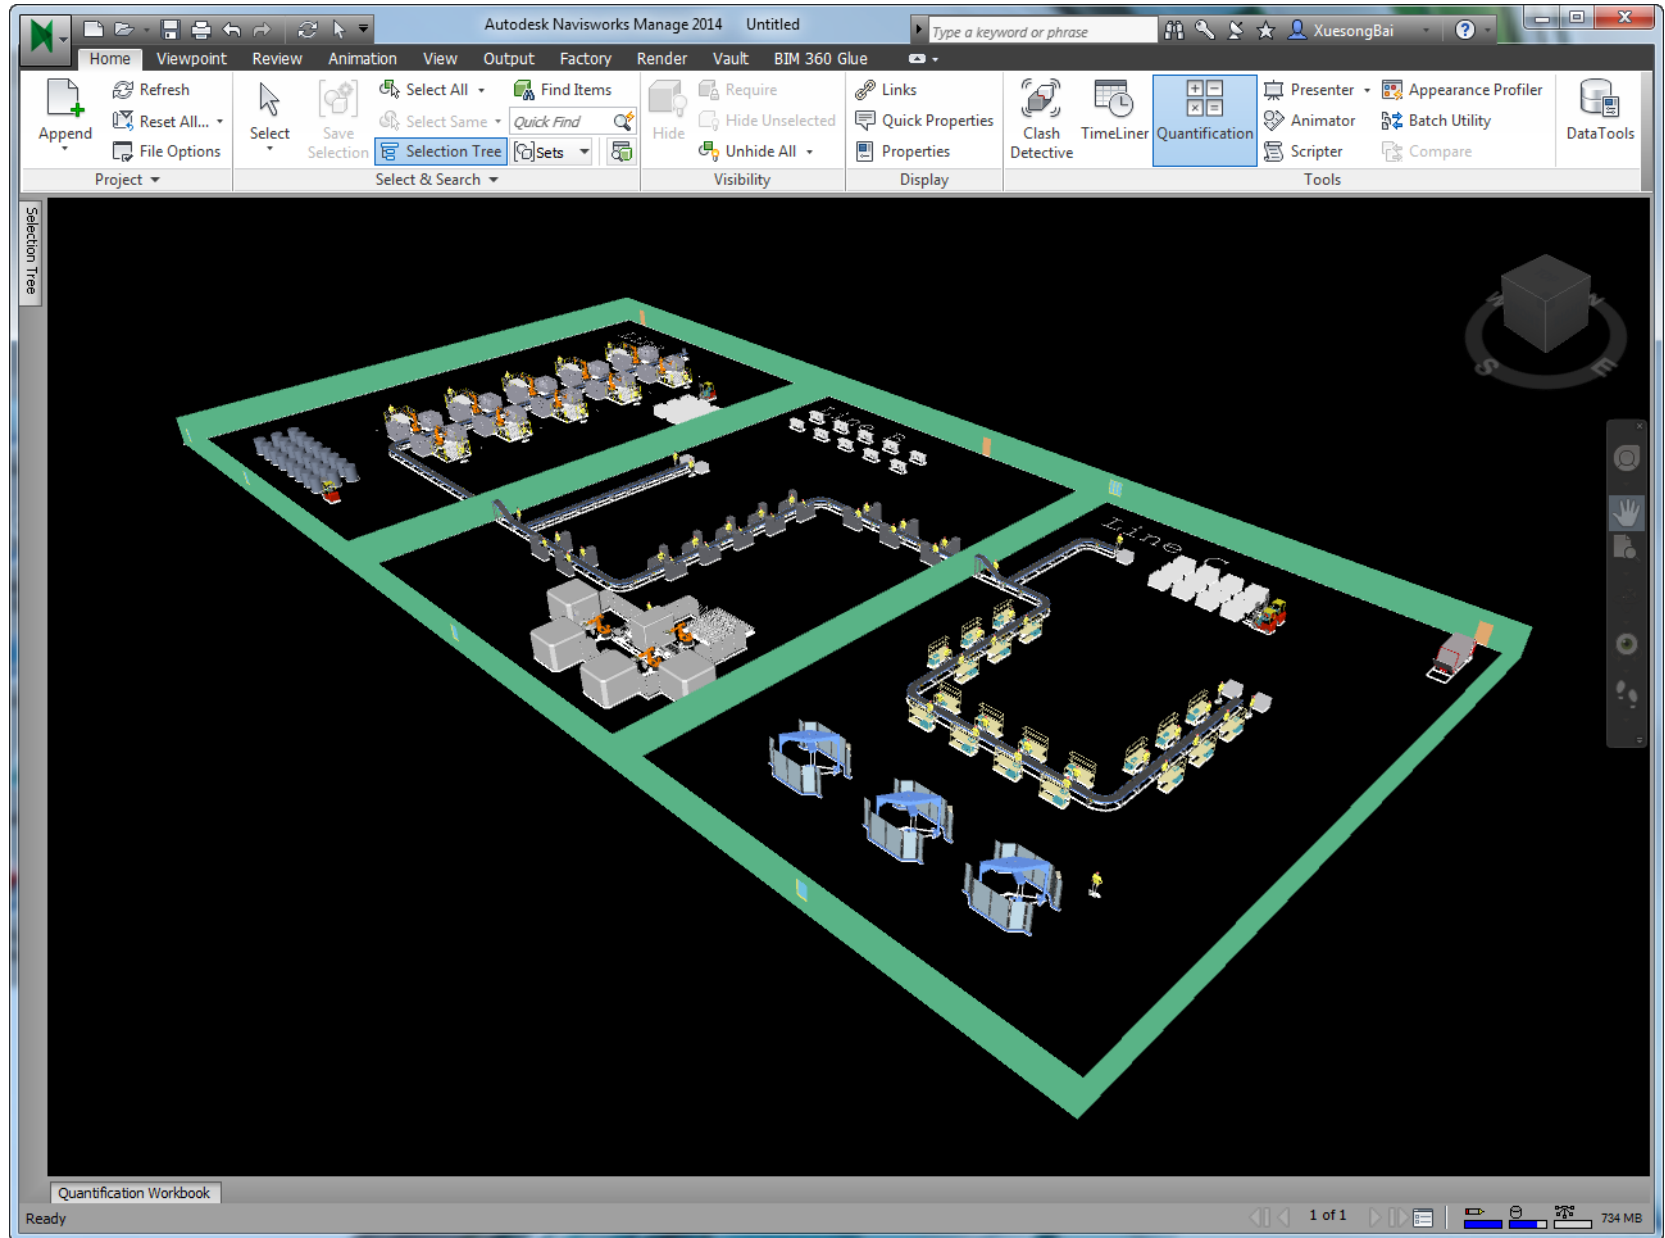 Autodesk Navisworks Manage 2014 Untitled
Type a keyword or phrase
XuesongBai
Home Viewpoint Review Animation View Output Factory Render Vault BIM 360 Glue
Append
Refresh
Reset All...
File Options
Project
Select
Save Selection
Select All
Select Same
Selection Tree
Find Items
Quick Find
Sets
Select & Search
Hide
Require
Hide Unselected
Unhide All
Visibility
Links
Quick Properties
Properties
Display
Clash Detective
TimeLiner
Quantification
Presenter
Animator
Scripter
Appearance Profiler
Batch Utility
Compare
Tools
DataTools
Selection Tree
Line C
S
E
Quantification Workbook
Ready
1 of 1
734 MB